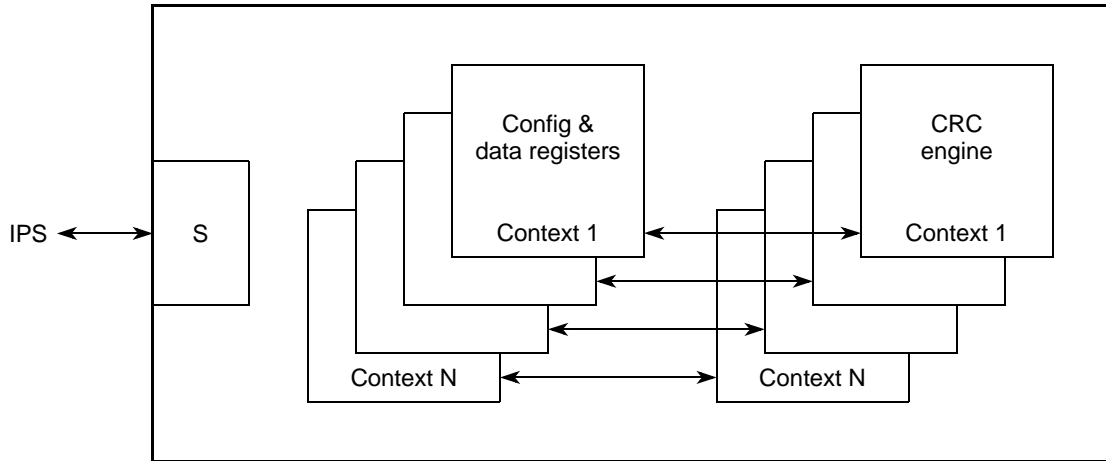 Config &
data registers
CRC
engine
IPS
S
Context 1
Context 1
Context N
Context N